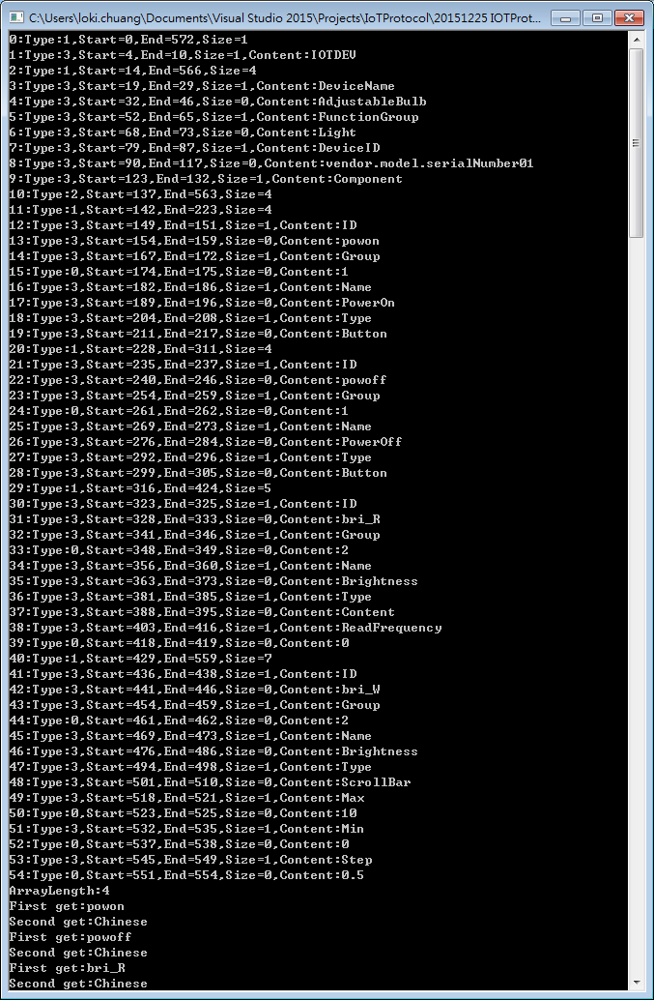 C:\Users\loki.chuang\Documents\Visual Studio 2015\Projects\IoTProtocol\20151225 IOTProt...
0:Type:1,Start=0,End=572,Size=1
1:Type:3,Start=4,End=10,Size=1,Content:IOTDEV
2:Type:1,Start=14,End=566,Size=4
3:Type:3,Start=19,End=29,Size=1,Content:DeviceName
4:Type:3,Start=32,End=46,Size=0,Content:AdjustableBulb
5:Type:3,Start=52,End=65,Size=1,Content:FunctionGroup
6:Type:3,Start=68,End=73,Size=0,Content:Light
7:Type:3,Start=79,End=87,Size=1,Content:DeviceID
8:Type:3,Start=90,End=117,Size=0,Content:vendor.model.serialNumber01
9:Type:3,Start=123,End=132,Size=1,Content:Component
10:Type:2,Start=137,End=563,Size=4
11:Type:1,Start=142,End=223,Size=4
12:Type:3,Start=149,End=151,Size=1,Content:ID
13:Type:3,Start=154,End=159,Size=0,Content:powon
14:Type:3,Start=167,End=172,Size=1,Content:Group
15:Type:0,Start=174,End=175,Size=0,Content:1
16:Type:3,Start=182,End=186,Size=1,Content:Name
17:Type:3,Start=189,End=196,Size=0,Content:PowerOn
18:Type:3,Start=204,End=208,Size=1,Content:Type
19:Type:3,Start=211,End=217,Size=0,Content:Button
20:Type:1,Start=228,End=311,Size=4
21:Type:3,Start=235,End=237,Size=1,Content:ID
22:Type:3,Start=240,End=246,Size=0,Content:powoff
23:Type:3,Start=254,End=259,Size=1,Content:Group
24:Type:0,Start=261,End=262,Size=0,Content:1
25:Type:3,Start=269,End=273,Size=1,Content:Name
26:Type:3,Start=276,End=284,Size=0,Content:PowerOff
27:Type:3,Start=292,End=296,Size=1,Content:Type
28:Type:3,Start=299,End=305,Size=0,Content:Button
29:Type:1,Start=316,End=424,Size=5
30:Type:3,Start=323,End=325,Size=1,Content:ID
31:Type:3,Start=328,End=333,Size=0,Content:bri_R
32:Type:3,Start=341,End=346,Size=1,Content:Group
33:Type:0,Start=348,End=349,Size=0,Content:2
34:Type:3,Start=356,End=360,Size=1,Content:Name
35:Type:3,Start=363,End=373,Size=0,Content:Brightness
36:Type:3,Start=381,End=385,Size=1,Content:Type
37:Type:3,Start=388,End=395,Size=0,Content:Content
38:Type:3,Start=403,End=416,Size=1,Content:ReadFrequency
39:Type:0,Start=418,End=419,Size=0,Content:0
40:Type:1,Start=429,End=559,Size=7
41:Type:3,Start=436,End=438,Size=1,Content:ID
42:Type:3,Start=441,End=446,Size=0,Content:bri_W
43:Type:3,Start=454,End=459,Size=1,Content:Group
44:Type:0,Start=461,End=462,Size=0,Content:2
45:Type:3,Start=469,End=473,Size=1,Content:Name
46:Type:3,Start=476,End=486,Size=0,Content:Brightness
47:Type:3,Start=494,End=498,Size=1,Content:Type
48:Type:3,Start=501,End=510,Size=0,Content:ScrollBar
49:Type:3,Start=518,End=521,Size=1,Content:Max
50:Type:0,Start=523,End=525,Size=0,Content:10
51:Type:3,Start=532,End=535,Size=1,Content:Min
52:Type:0,Start=537,End=538,Size=0,Content:0
53:Type:3,Start=545,End=549,Size=1,Content:Step
54:Type:0,Start=551,End=554,Size=0,Content:0.5
ArrayLength:4
First get:powon
Second get:Chinese
First get:powoff
Second get:Chinese
First get:bri_R
Second get:Chinese